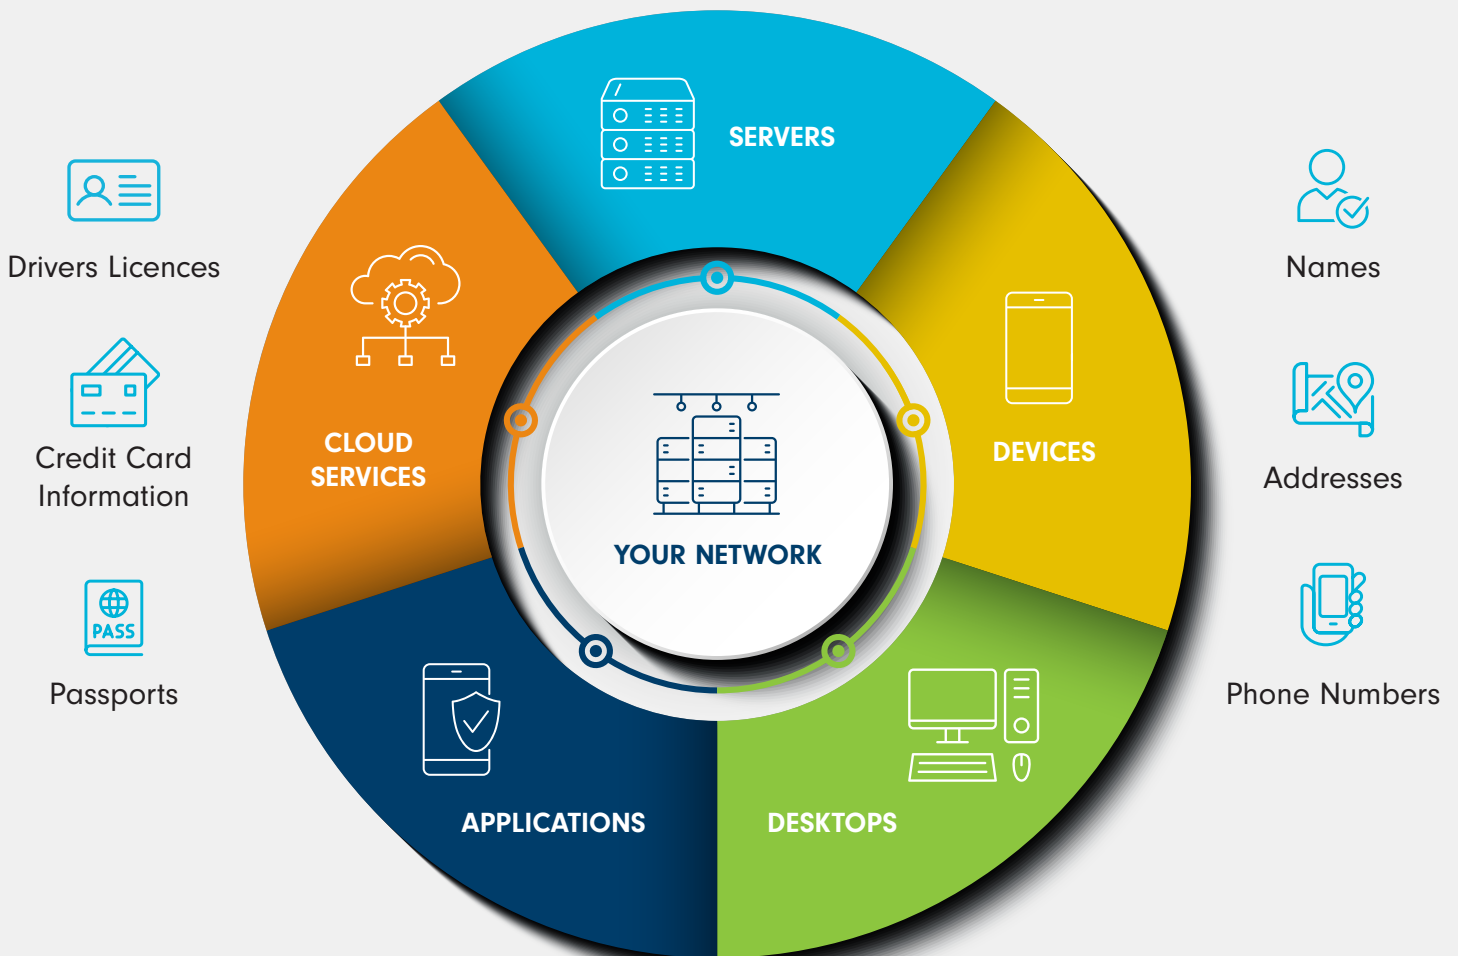 SERVERS
Drivers Licences
CLOUD
SERVICES
Credit Card
Information
PASS
Passports
YOUR NETWORK
DEVICES
Names
Addresses
Phone Numbers
APPLICATIONS
DESKTOPS